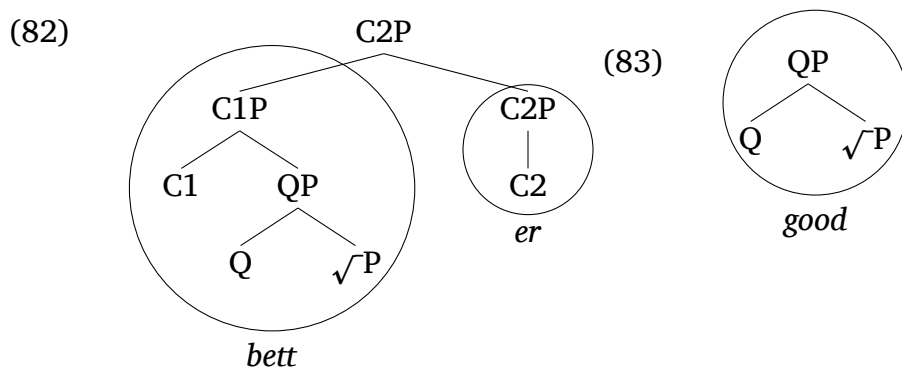 (82)
C2P
C1P
C2P
C1
QP
C2
Q
√P
er
bett
(83)
QP
Q
√P
good